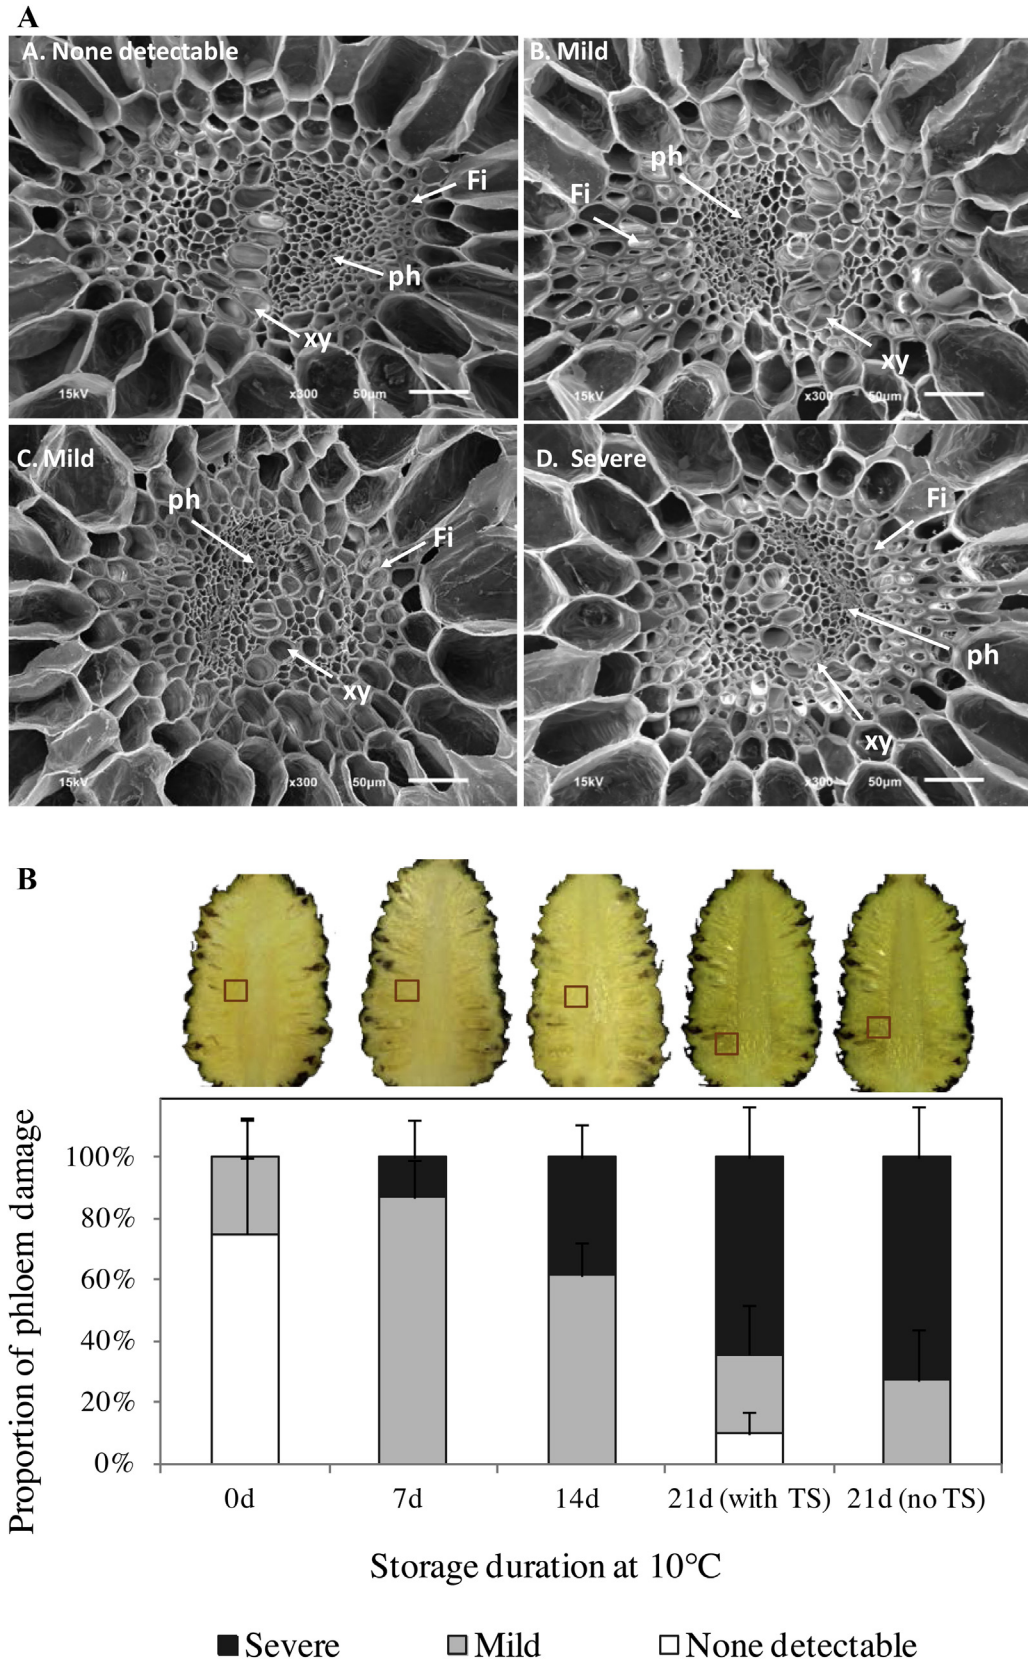 A
A. None detectable
Fi
ph
xy
15kV x300 50µm
B. Mild
ph
Fi
xy
15kV x300 50µm
C. Mild
ph
Fi
xy
15kV x300 50µm
D. Severe
Fi
ph
xy
15kV x300 50µm
B
Proportion of phloem damage
100%
80%
60%
40%
20%
0%
0d 7d 14d 21d (with TS) 21d (no TS)
Storage duration at 10°C
Severe Mild None detectable